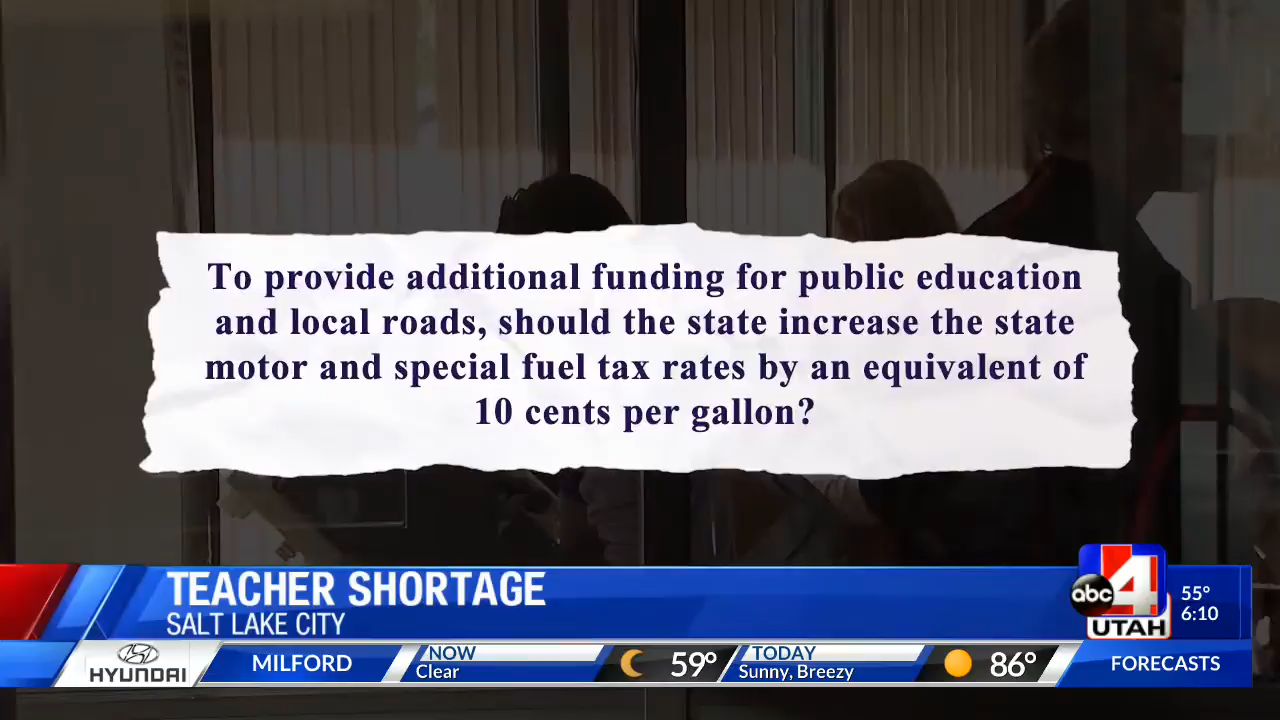 To provide additional funding for public education
and local roads, should the state increase the state
motor and special fuel tax rates by an equivalent of
10 cents per gallon?
TEACHER SHORTAGE
SALT LAKE CITY
abc
4
UTAH
55°
6:10
HYUNDAI
MILFORD
NOW
Clear
59°
TODAY
Sunny, Breezy
86°
FORECASTS